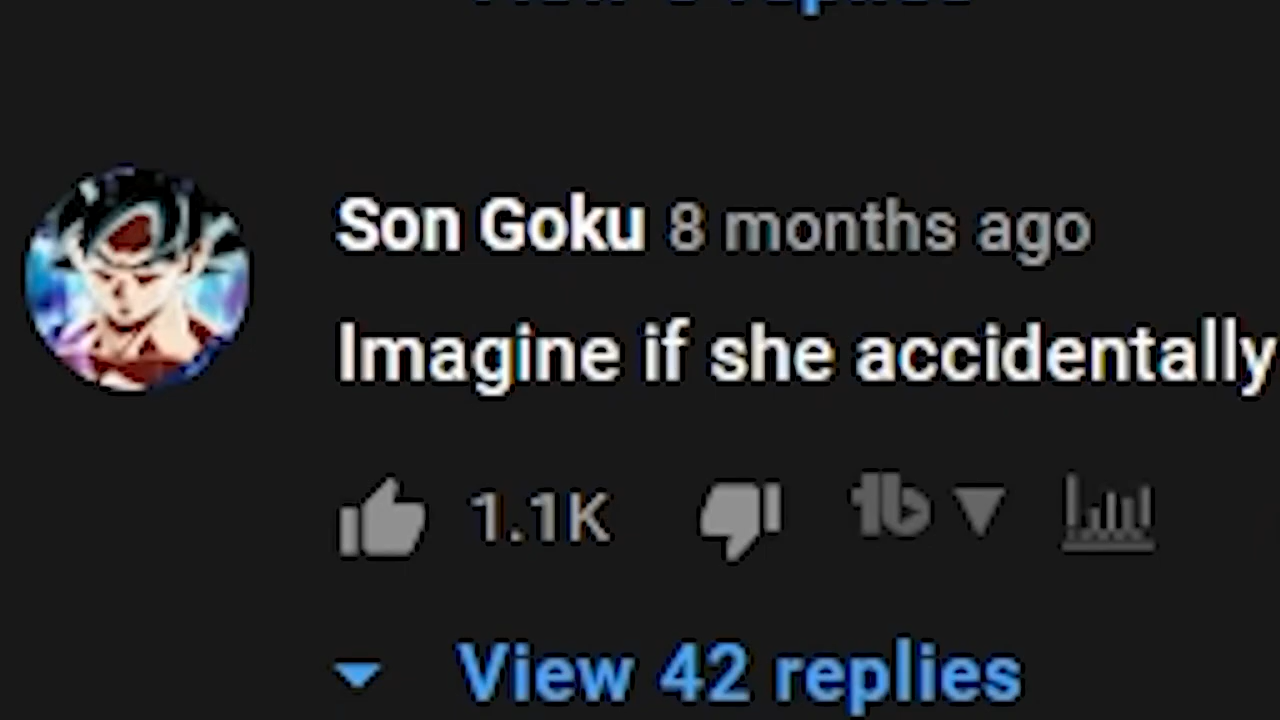 Son Goku 8 months ago
Imagine if she accidentally
1.1K
View 42 replies